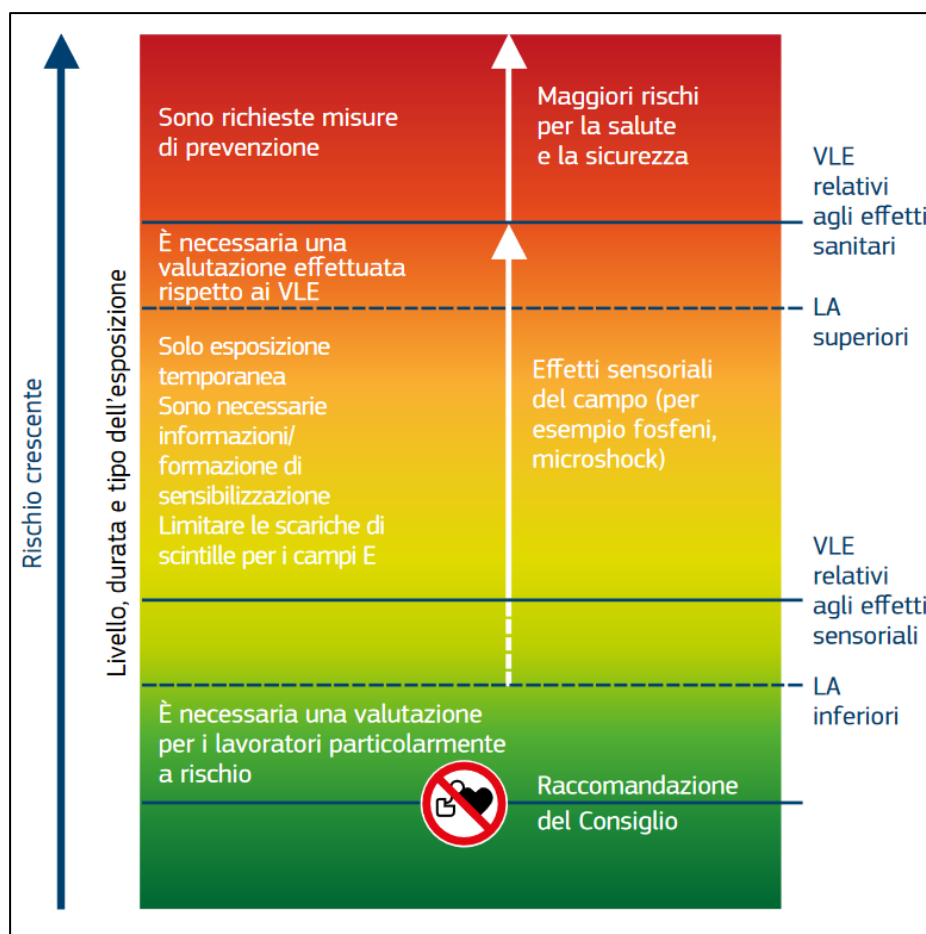 Rischio crescente
Livello, durata e tipo dell'esposizione
Sono richieste misure
di prevenzione
Maggiori rischi
per la salute
e la sicurezza
VLE
relativi
agli effetti
sanitari
È necessaria una
valutazione effettuata
rispetto ai VLE
LA
superiori
Solo esposizione
temporanea
Sono necessarie
informazioni/
formazione di
sensibilizzazione
Limitare le scariche di
scintille per i campi E
Effetti sensoriali
del campo (per
esempio fosfeni,
microshock)
VLE
relativi
agli effetti
sensoriali
LA
inferiori
È necessaria una valutazione
per i lavoratori particolarmente
a rischio
Raccomandazione
del Consiglio